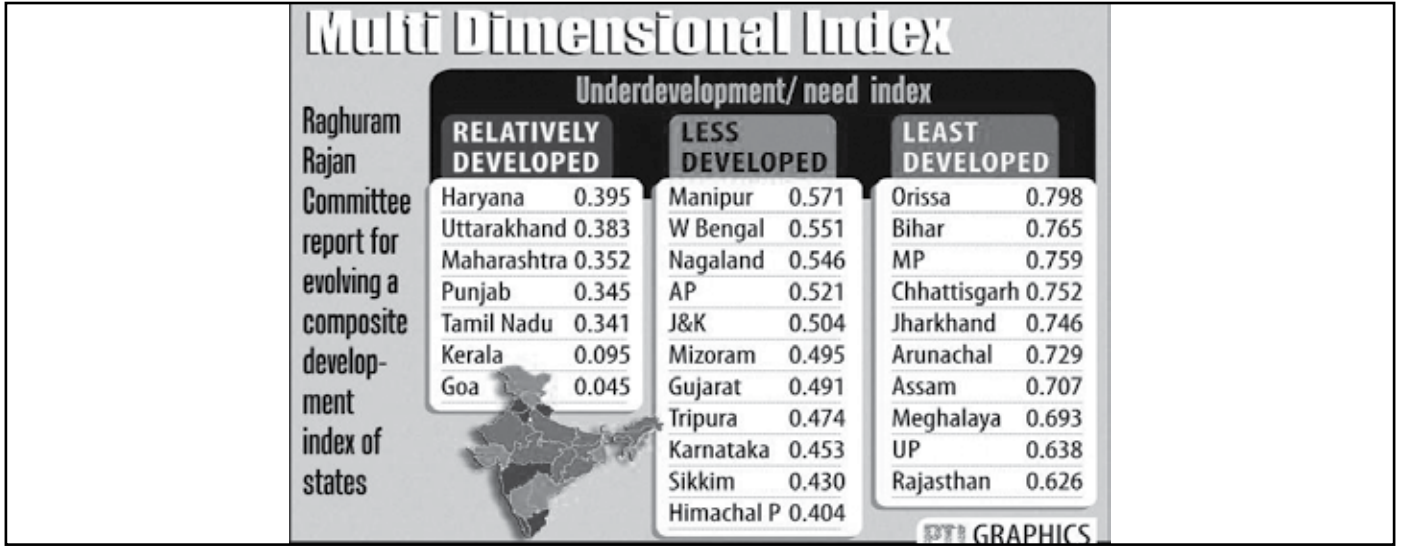 Multi Dimensional Index
Underdevelopment/ need index
Raghuram
Rajan
Committee
report for
evolving a
composite
develop-
ment
index of
states
RELATIVELY
DEVELOPED
Haryana 0.395
Uttarakhand 0.383
Maharashtra 0.352
Punjab 0.345
Tamil Nadu 0.341
Kerala 0.095
Goa 0.045
LESS
DEVELOPED
Manipur 0.571
W Bengal 0.551
Nagaland 0.546
AP 0.521
J&K 0.504
Mizoram 0.495
Gujarat 0.491
Tripura 0.474
Karnataka 0.453
Sikkim 0.430
Himachal P 0.404
LEAST
DEVELOPED
Orissa 0.798
Bihar 0.765
MP 0.759
Chhattisgarh 0.752
Jharkhand 0.746
Arunachal 0.729
Assam 0.707
Meghalaya 0.693
UP 0.638
Rajasthan 0.626
PTI GRAPHICS